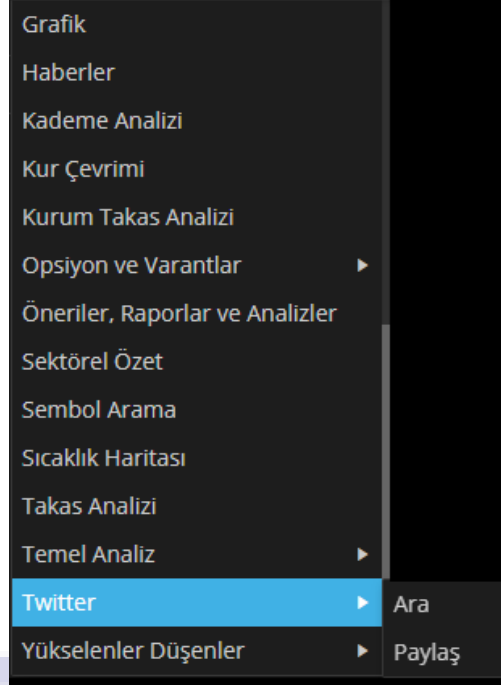 Grafik
Haberler
Kademe Analizi
Kur Çevrimi
Kurum Takas Analizi
Opsiyon ve Varantlar
Öneriler, Raporlar ve Analizler
Sektörel Özet
Sembol Arama
Sıcaklık Haritası
Takas Analizi
Temel Analiz
Twitter
Yükselenler Düşenler
Ara
Paylaş